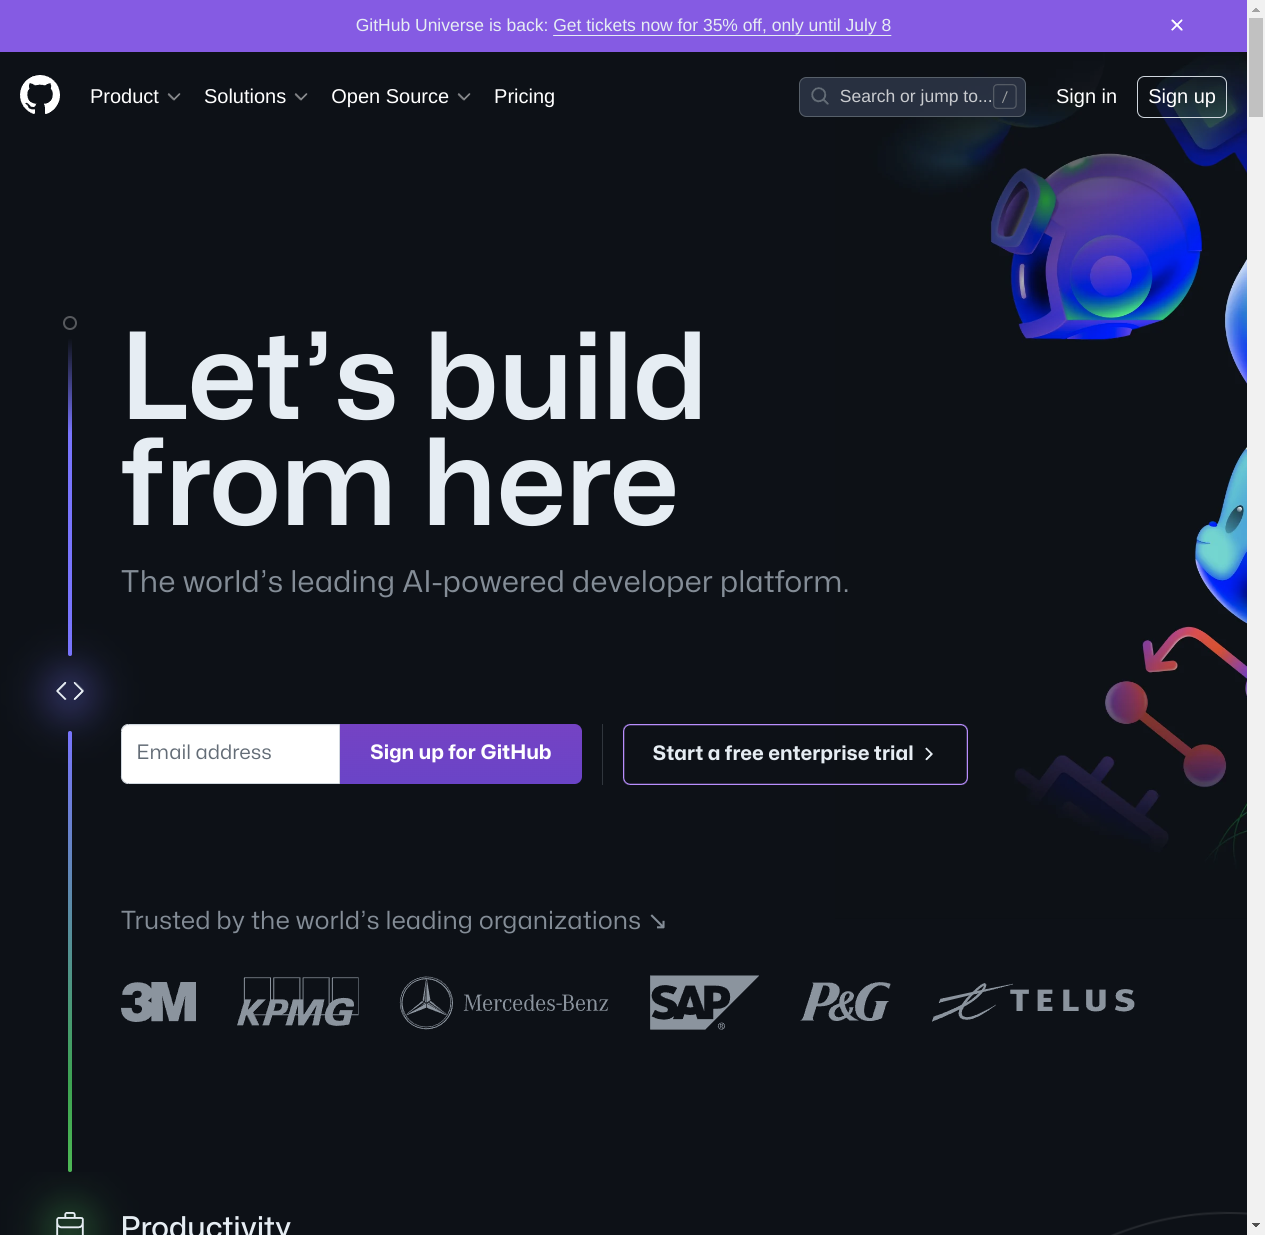 GitHub Universe is back: Get tickets now for 35% off, only until July 8
Product
Solutions
Open Source
Pricing
Search or jump to...
/
Sign in
Sign up
Let’s build
from here
The world’s leading AI-powered developer platform.
Email address
Sign up for GitHub
Start a free enterprise trial
Trusted by the world’s leading organizations ↘
3M
KPMG
Mercedes-Benz
SAP®
P&G
TELUS
Productivity